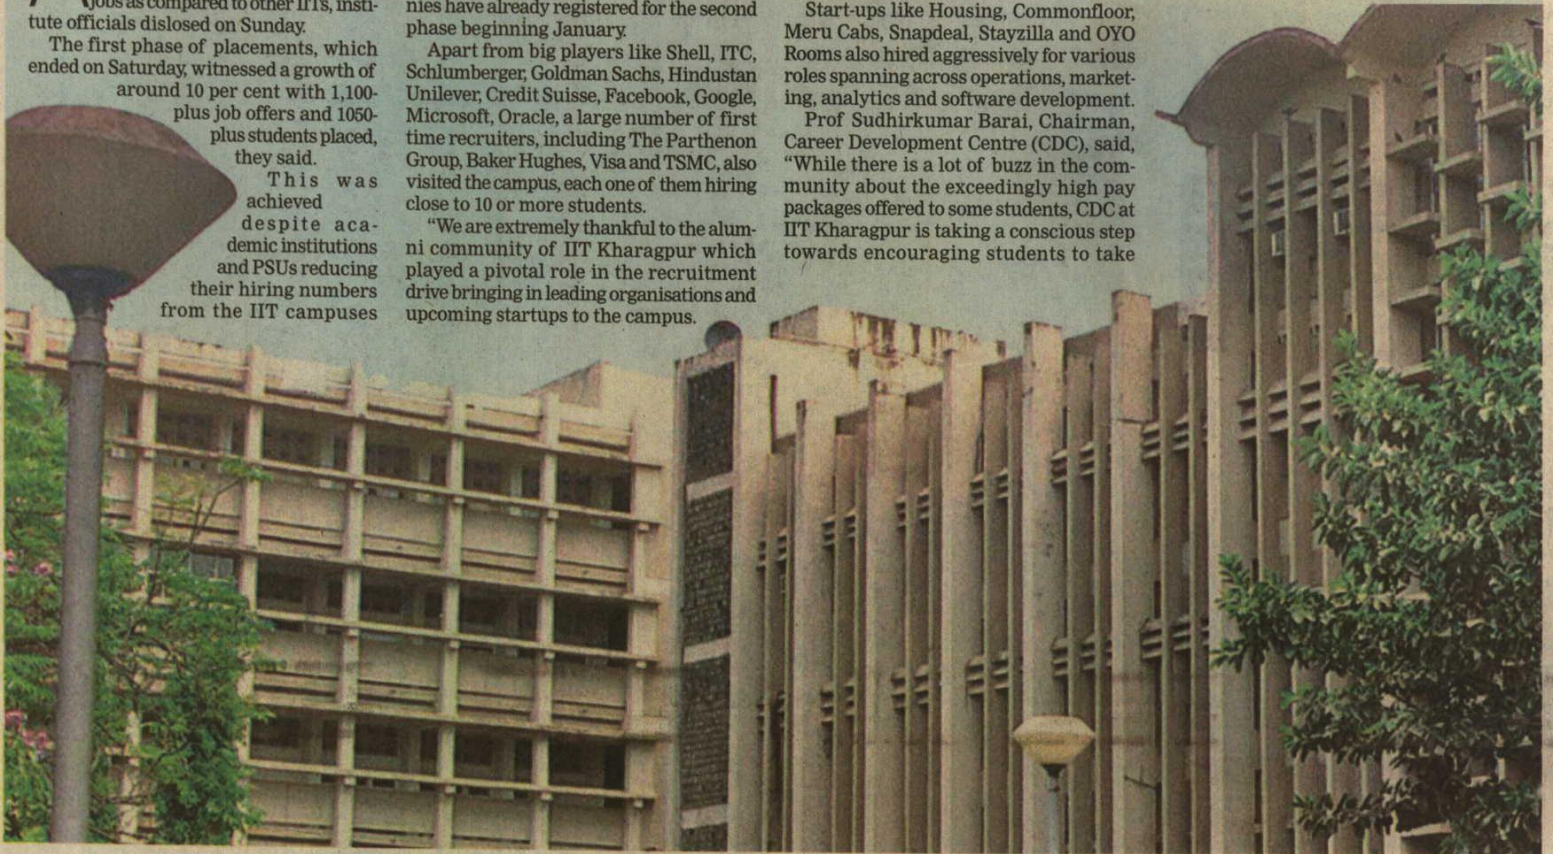 jobs as compared to other IITs, insti-
tute officials dislosed on Sunday.
The first phase of placements, which
ended on Saturday, witnessed a growth of
around 10 per cent with 1,100-
plus job offers and 1050-
plus students placed,
they said.
This was
achieved
despite aca-
demic institutions
and PSUs reducing
their hiring numbers
from the IIT campuses
nies have already registered for the second
phase beginning January.
Apart from big players like Shell, ITC,
Schlumberger, Goldman Sachs, Hindustan
Unilever, Credit Suisse, Facebook, Google,
Microsoft, Oracle, a large number of first
time recruiters, including The Parthenon
Group, Baker Hughes, Visa and TSMC, also
visited the campus, each one of them hiring
close to 10 or more students.
"We are extremely thankful to the alum-
ni community of IIT Kharagpur which
played a pivotal role in the recruitment
drive bringing in leading organisations and
upcoming startups to the campus.
Start-ups like Housing, Commonfloor,
Meru Cabs, Snapdeal, Stayzilla and OYO
Rooms also hired aggressively for various
roles spanning across operations, market-
ing, analytics and software development.
Prof Sudhirkumar Barai, Chairman,
Career Development Centre (CDC), said,
"While there is a lot of buzz in the com-
munity about the exceedingly high pay
packages offered to some students, CDC at
IIT Kharagpur is taking a conscious step
towards encouraging students to take